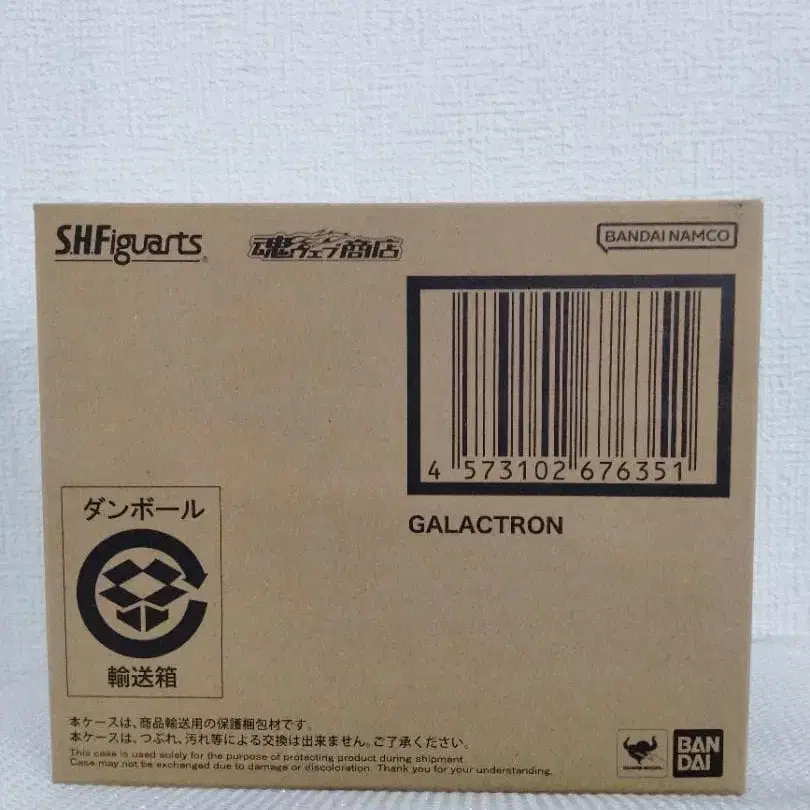 S.H.Figuarts
魂ウェブ商店
BANDAI NAMCO
4 573102 676351
GALACTRON
ダンボール
輸送箱
本ケースは、商品輸送用の保護梱包材です。
本ケースは、つぶれ、汚れ等による交換は出来ません。ご了承ください。
This case is used solely for the purpose of protecting product during shipment.
Case may not be exchanged due to damage or discoloration. Thank you for your understanding.
BAN
DAI